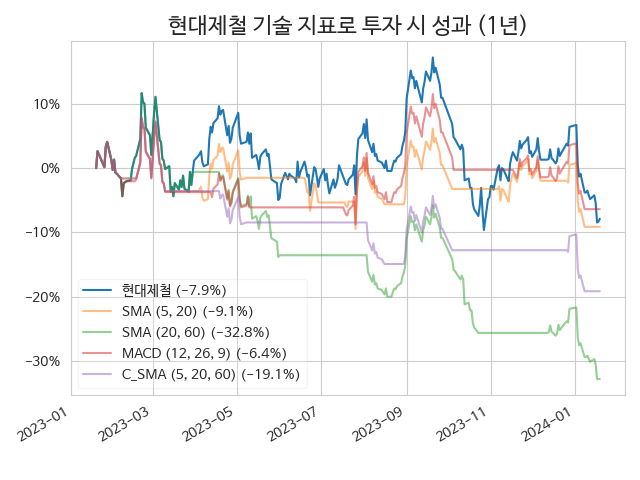 현대제철 기술 지표로 투자 시 성과 (1년)
10%
0%
−10%
−20%
−30%
현대제철 (−7.9%)
SMA (5, 20) (−9.1%)
SMA (20, 60) (−32.8%)
MACD (12, 26, 9) (−6.4%)
C_SMA (5, 20, 60) (−19.1%)
2023−01
2023−03
2023−05
2023−07
2023−09
2023−11
2024−01